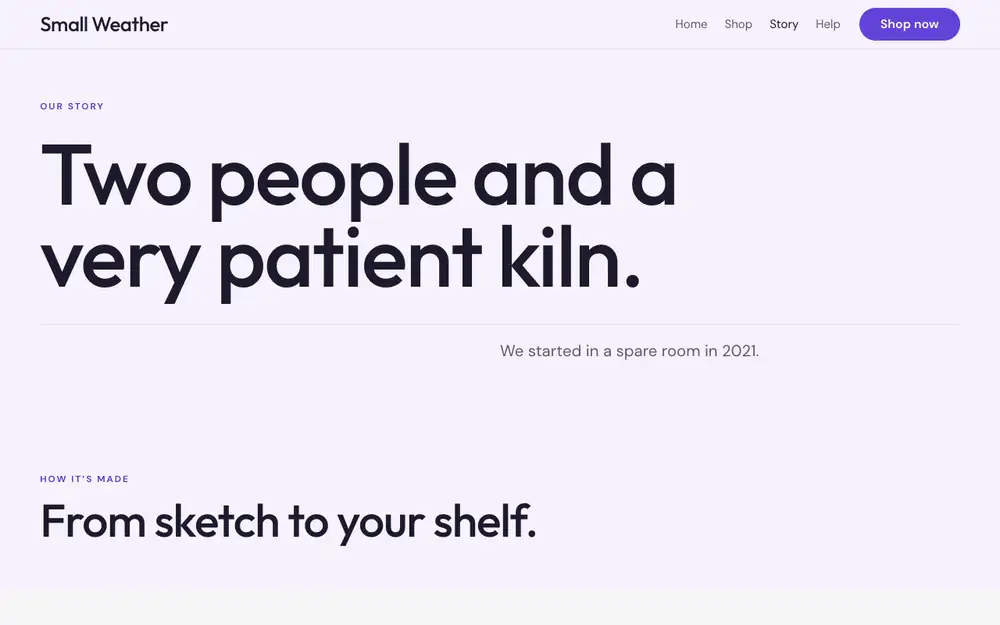 Small Weather
Home Shop Story Help Shop now
OUR STORY
Two people and a
very patient kiln.
We started in a spare room in 2021.
HOW IT'S MADE
From sketch to your shelf.